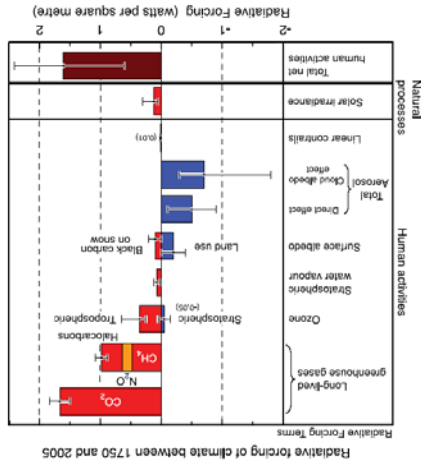 Radiative forcing of climate between 1750 and 2005
Radiative Forcing Terms
Long-lived
greenhouse gases
CO2
N2O
CH4
Halocarbons
Ozone
Stratospheric
(-0.05)
Tropospheric
Stratospheric
water vapour
Surface albedo
Land use
Black carbon
on snow
Human activities
Total
Aerosol
Direct effect
Cloud albedo
effect
Linear contrails
(0.01)
Natural
processes
Solar irradiance
Total net
human activities
-2 -1 0 1 2
Radiative Forcing (watts per square metre)